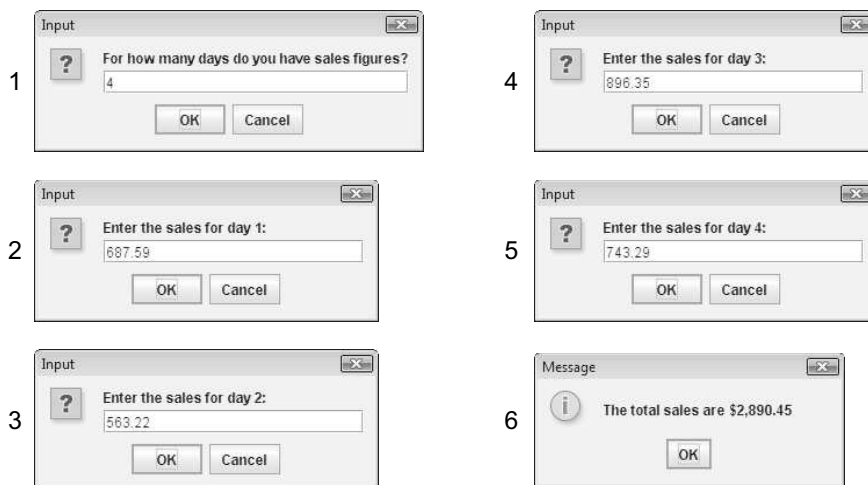 1
Input
For how many days do you have sales figures?
4
OK Cancel
2
Input
Enter the sales for day 1:
687.59
OK Cancel
3
Input
Enter the sales for day 2:
563.22
OK Cancel
4
Input
Enter the sales for day 3:
896.35
OK Cancel
5
Input
Enter the sales for day 4:
743.29
OK Cancel
6
Message
The total sales are $2,890.45
OK